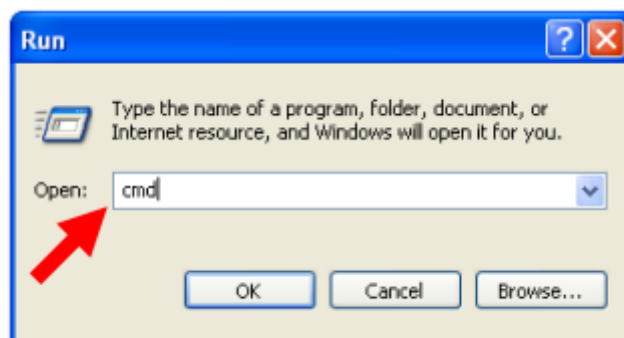 Run
Type the name of a program, folder, document, or
Internet resource, and Windows will open it for you.
Open: cmd
OK Cancel Browse...